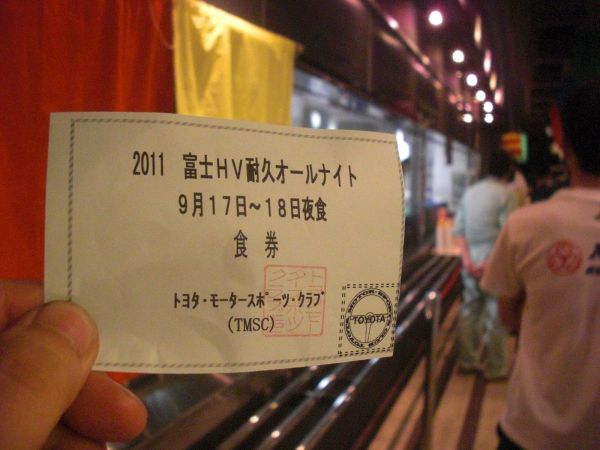 2011 富士HV耐久オールナイト
9月17日~18日夜食
食 券
トヨタ・モータースポーツ・クラブ
(TMSC)
TOYOTA